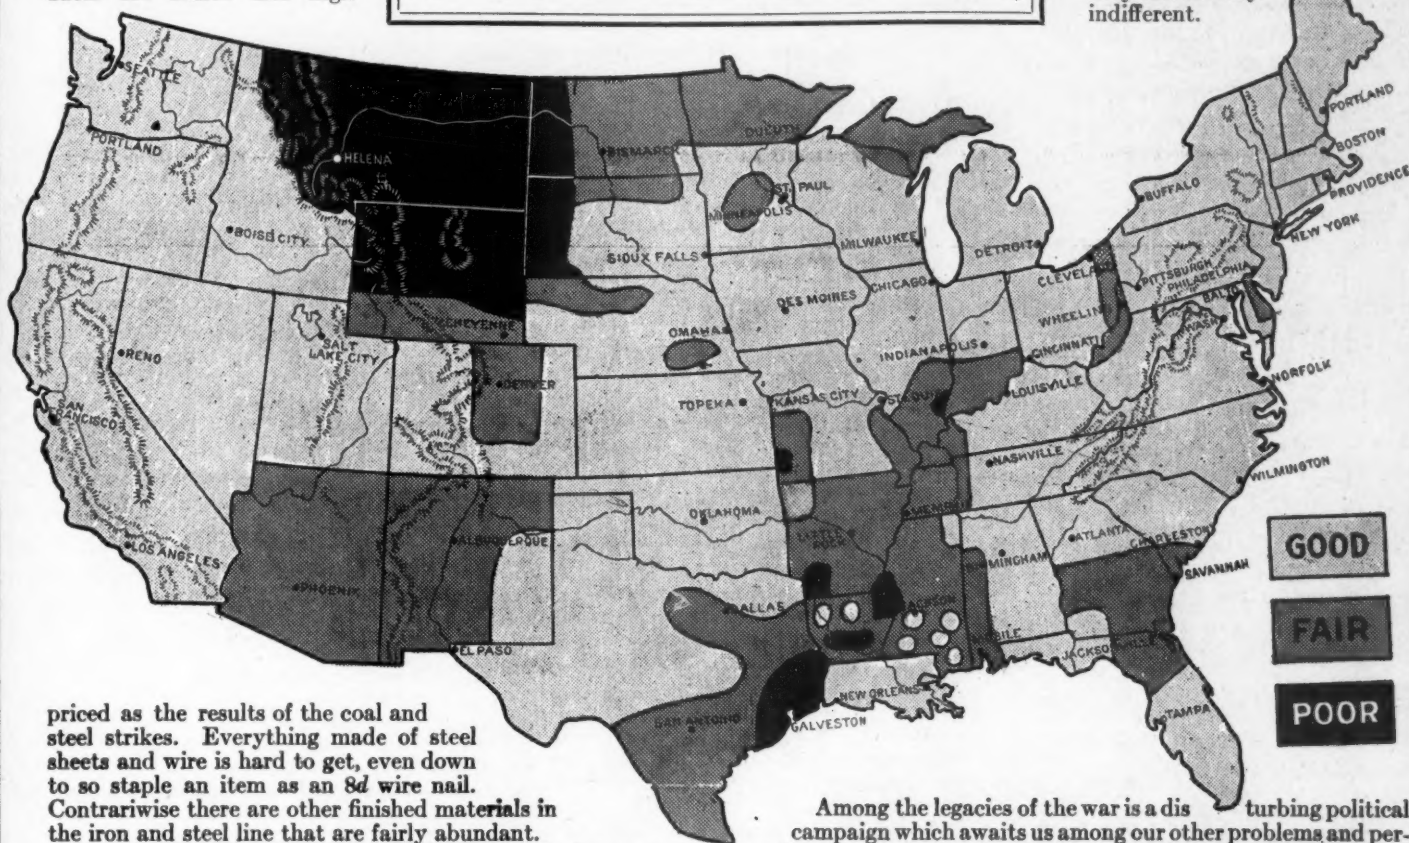 indifferent.
SEATTLE
PORTLAND
HELENA
BISMARCK
DULUTH
ST. PAUL
MINNEAPOLIS
BOISE CITY
SIOUX FALLS
MILWAUKEE
DETROIT
BUFFALO
PORTLAND
BOSTON
PROVIDENCE
NEW YORK
CHICAGO
CLEVELAND
PITTSBURGH
PHILADELPHIA
BALTO
WASH.
WHEELING
DES MOINES
OMAHA
CHEYENNE
SALT
LAKE CITY
RENO
SAN
FRANCISCO
DENVER
TOPEKA
KANSAS CITY
ST. LOUIS
INDIANAPOLIS
CINCINNATI
LOUISVILLE
NORFOLK
NASHVILLE
WILMINGTON
OKLAHOMA
MEMPHIS
LITTLE
ROCK
ALBUQUERQUE
LOS ANGELES
PHOENIX
EL PASO
DALLAS
JACKSON
BIRMINGHAM
ATLANTA
CHARLESTON
SAVANNAH
MOBILE
JACKSONVILLE
NEW ORLEANS
TAMPA
SAN ANTONIO
GALVESTON
GOOD
FAIR
POOR
priced as the results of the coal and
steel strikes. Everything made of steel
sheets and wire is hard to get, even down
to so staple an item as an 8d wire nail.
Contrariwise there are other finished materials in
the iron and steel line that are fairly abundant.
Among the legacies of the war is a dis turbing political
campaign which awaits us among our other problems and per-